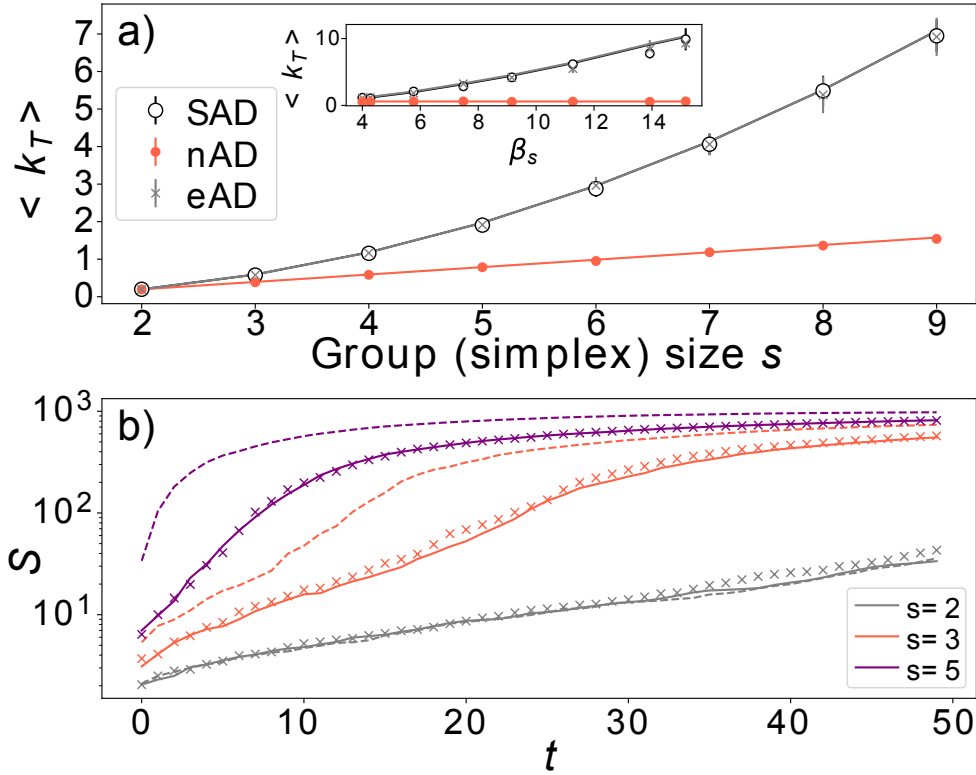 a)
< k_T >
7
6
5
4
3
2
1
0
SAD
nAD
eAD
< k_T >
10
0
4 6 8 10 12 14
β_s
2 3 4 5 6 7 8 9
Group (simplex) size s
b)
S
10^3
10^2
10^1
s= 2
s= 3
s= 5
0 10 20 30 40 50
t